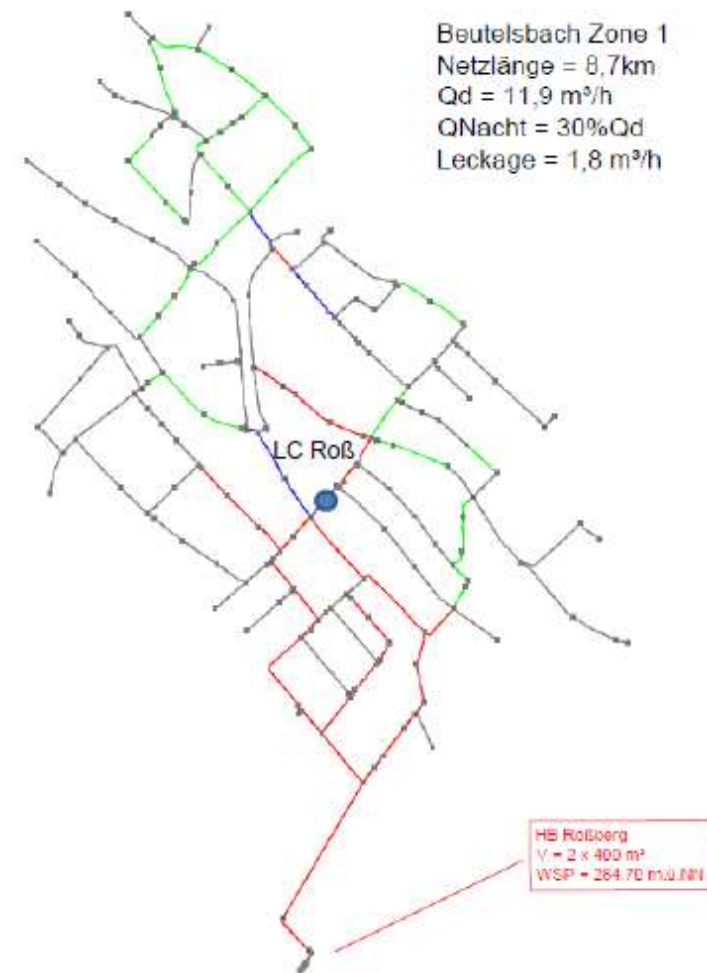 Beutelsbach Zone 1
Netzlänge = 8,7km
Qd = 11,9 m³/h
QNacht = 30%Qd
Leckage = 1,8 m³/h
LC Roß
HB Roßberg
V = 2 x 400 m³
WSP = 284.70 m.ü.NN